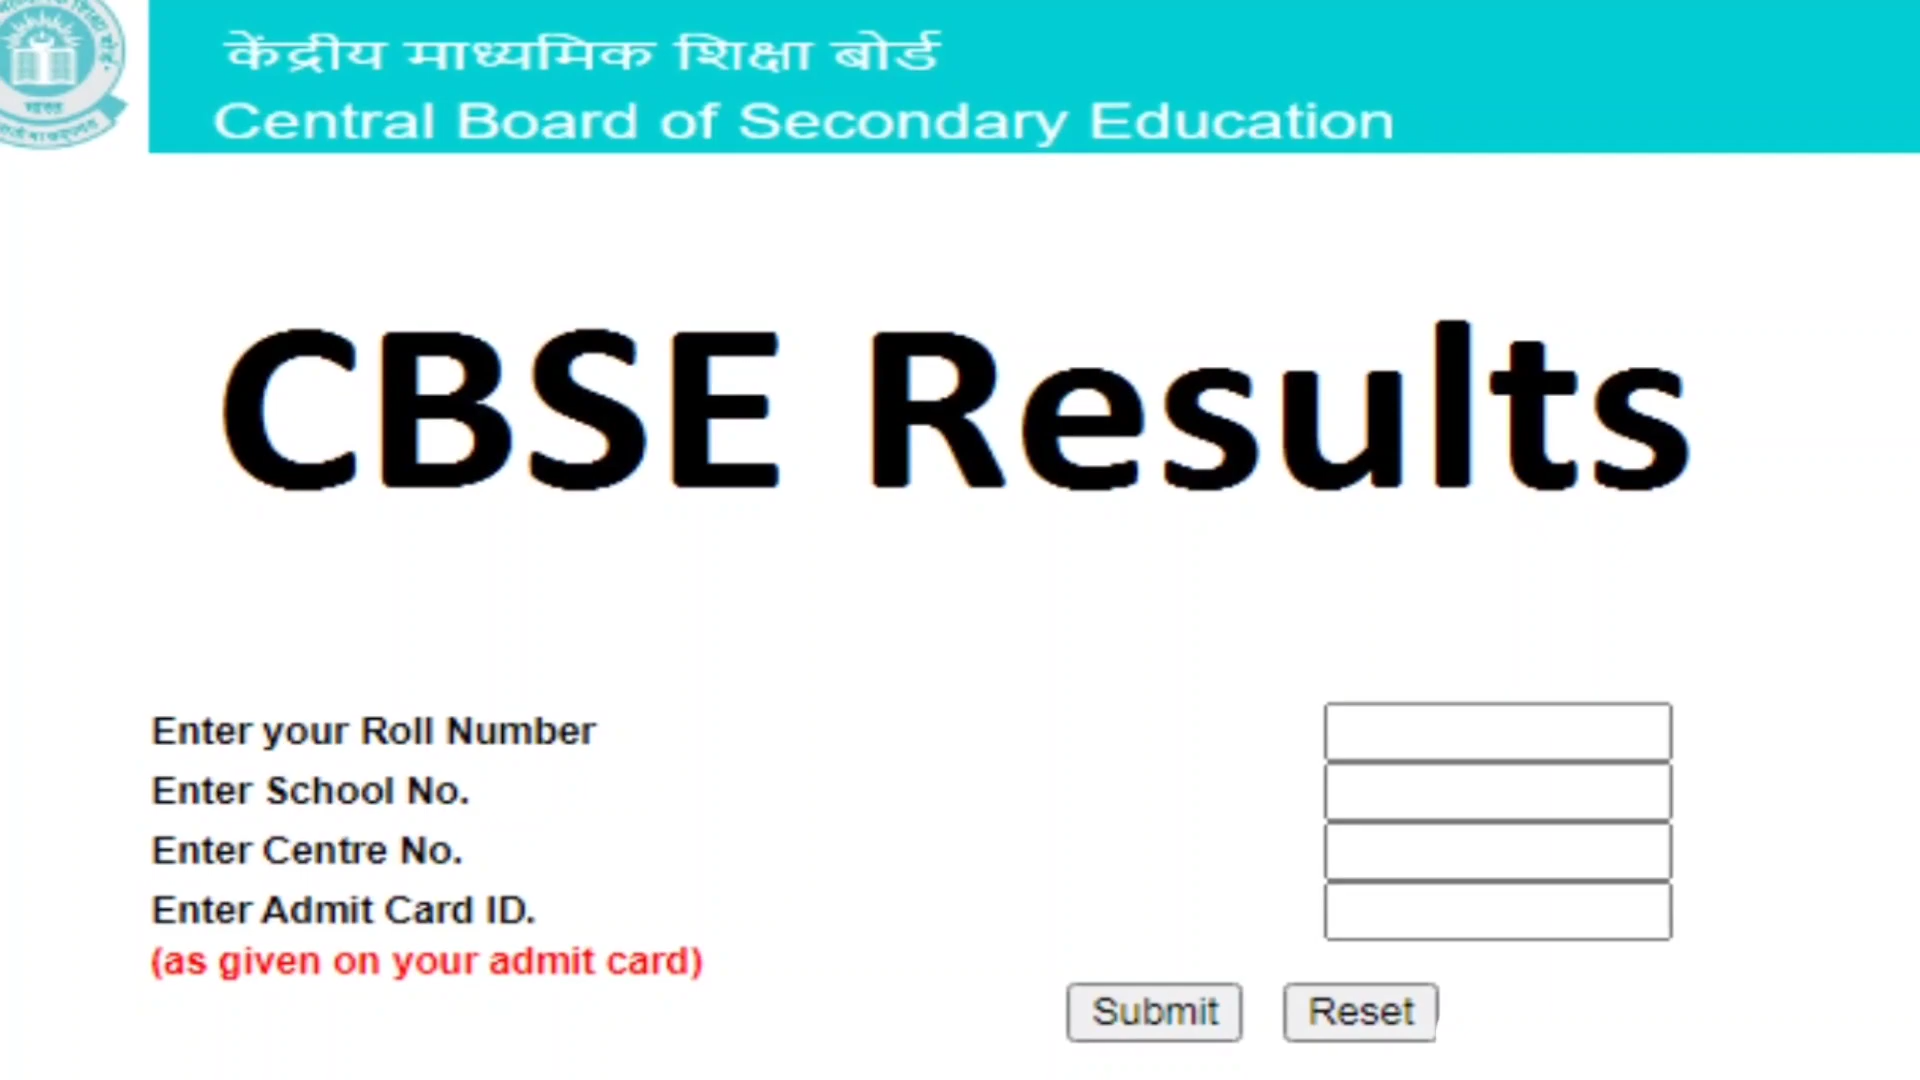 केंद्रीय माध्यमिक शिक्षा बोर्ड
Central Board of Secondary Education
भारत
CBSE Results
Enter your Roll Number
Enter School No.
Enter Centre No.
Enter Admit Card ID.
(as given on your admit card)
Submit Reset